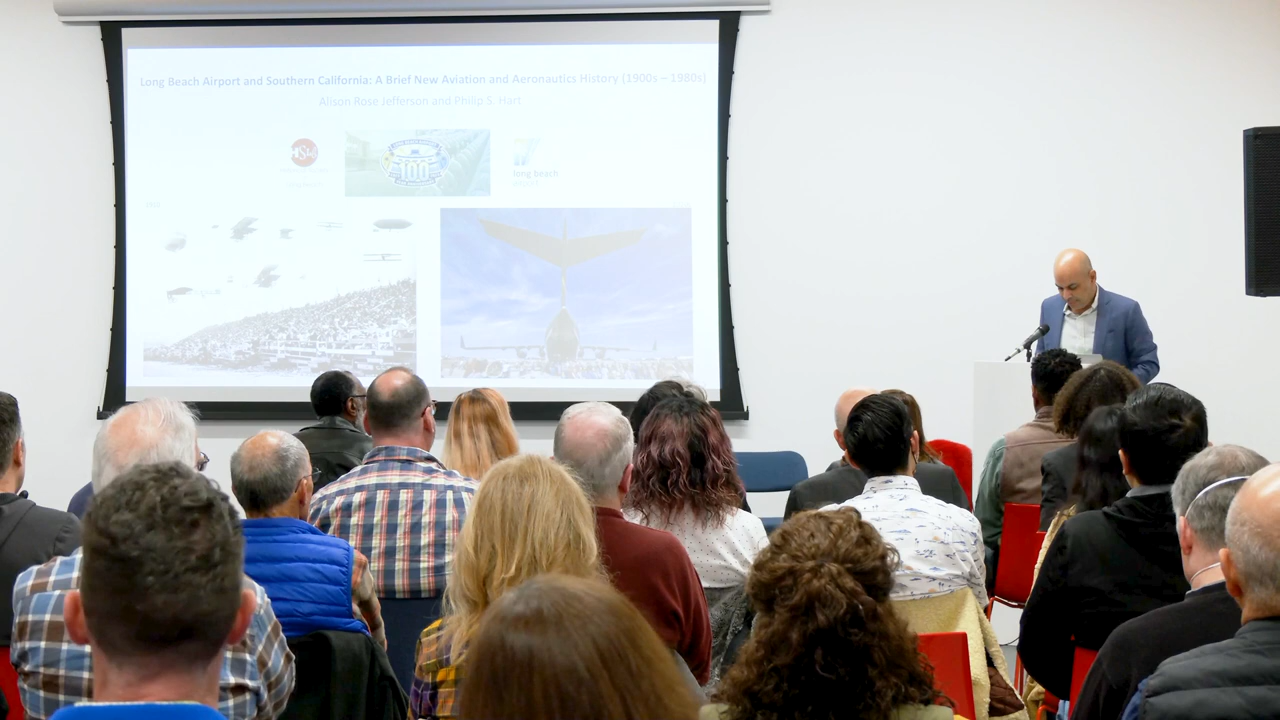 Long Beach Airport and Southern California: A Brief New Aviation and Aeronautics History (1900s – 1980s)
Alison Rose Jefferson and Philip S. Hart
100
long beach